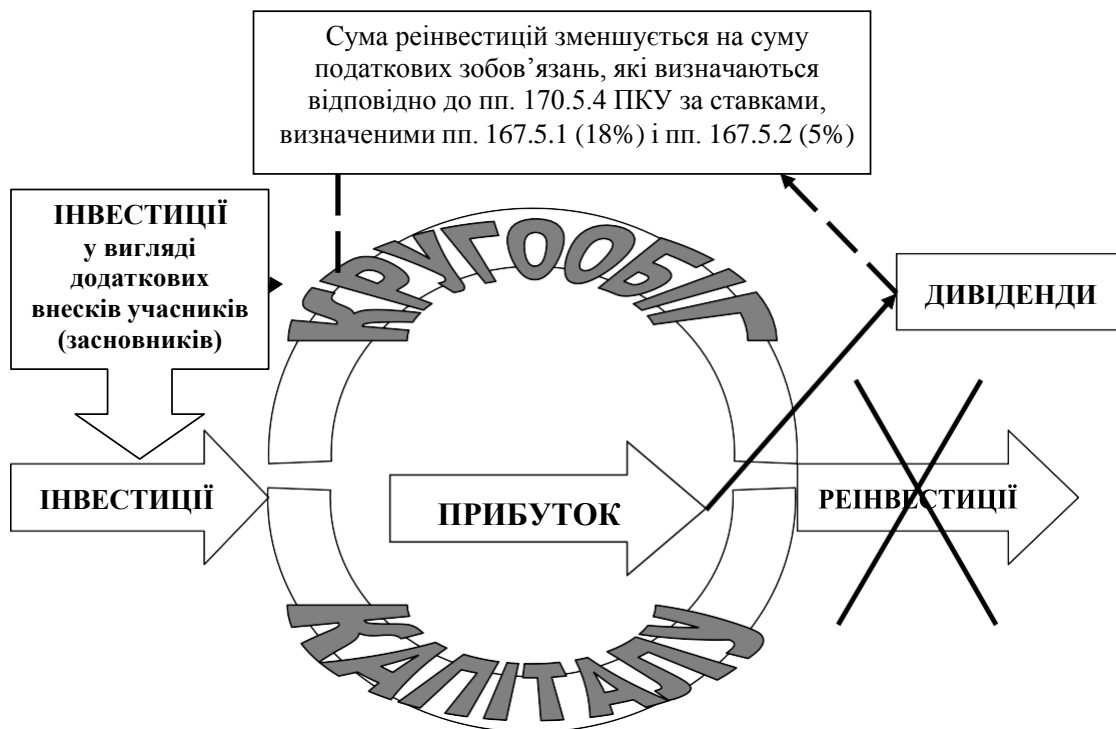 Сума реінвестицій зменшується на суму
податкових зобов’язань, які визначаються
відповідно до пп. 170.5.4 ПКУ за ставками,
визначеними пп. 167.5.1 (18%) і пп. 167.5.2 (5%)
ІНВЕСТИЦІЇ
у вигляді
додаткових
внесків учасників
(засновників)
КРУГООБІГ
ДИВІДЕНДИ
ІНВЕСТИЦІЇ
ПРИБУТОК
РЕІНВЕСТИЦІЇ
КАПІТАЛУ